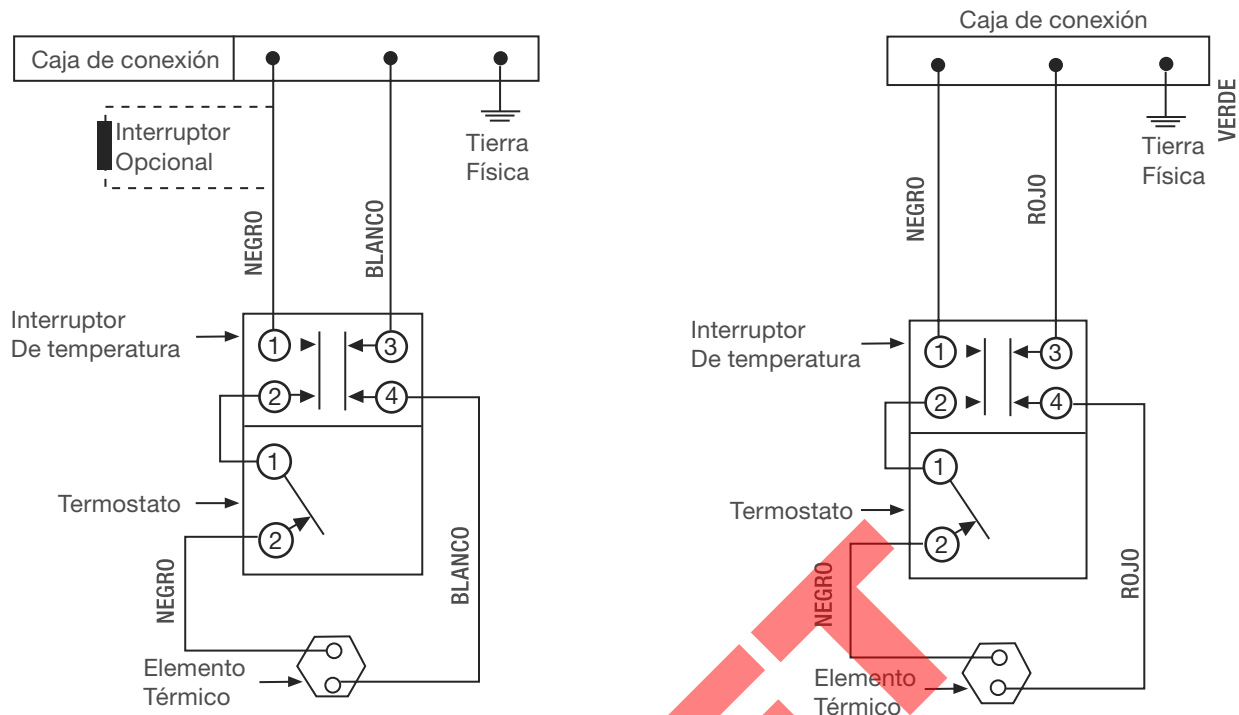 Caja de conexión
Interruptor
Opcional
Tierra
Física
NEGRO
BLANCO
Interruptor
De temperatura
1
3
2
4
1
Termostato
2
NEGRO
BLANCO
Elemento
Térmico
Caja de conexión
VERDE
Tierra
Física
NEGRO
ROJO
Interruptor
De temperatura
1
3
2
4
1
Termostato
2
NEGRO
ROJO
Elemento
Térmico